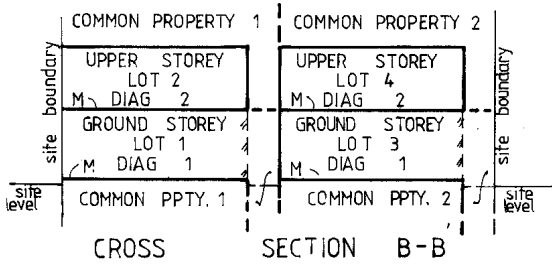 COMMON PROPERTY 1
COMMON PROPERTY 2
site boundary
UPPER STOREY
LOT 2
M DIAG 2
UPPER STOREY
LOT 4
M DIAG 2
site boundary
GROUND STOREY
LOT 1
M DIAG 1
GROUND STOREY
LOT 3
M DIAG 1
site level
COMMON PPTY. 1
COMMON PPTY. 2
site level
CROSS SECTION B-B